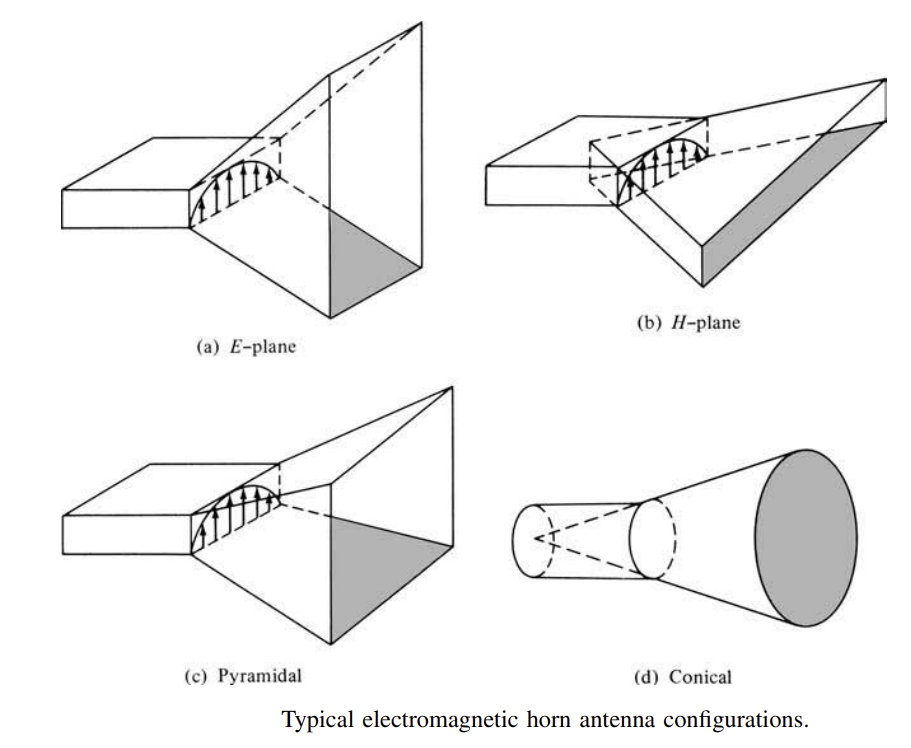 (a) E–plane
(b) H–plane
(c) Pyramidal
(d) Conical
Typical electromagnetic horn antenna configurations.